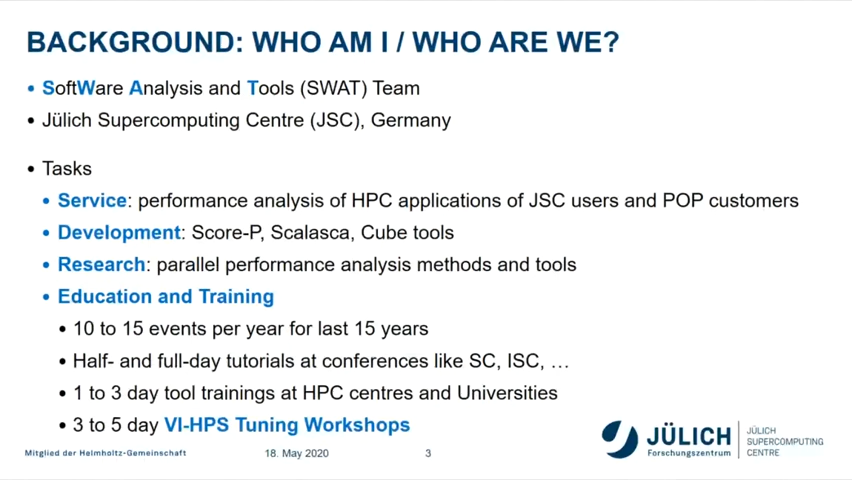 BACKGROUND: WHO AM I / WHO ARE WE?
• SoftWare Analysis and Tools (SWAT) Team
• Jülich Supercomputing Centre (JSC), Germany
• Tasks
• Service: performance analysis of HPC applications of JSC users and POP customers
• Development: Score-P, Scalasca, Cube tools
• Research: parallel performance analysis methods and tools
• Education and Training
• 10 to 15 events per year for last 15 years
• Half- and full-day tutorials at conferences like SC, ISC, …
• 1 to 3 day tool trainings at HPC centres and Universities
• 3 to 5 day VI-HPS Tuning Workshops
JÜLICH
Forschungszentrum
JÜLICH
SUPERCOMPUTING
CENTRE
Mitglied der Helmholtz-Gemeinschaft
18. May 2020
3